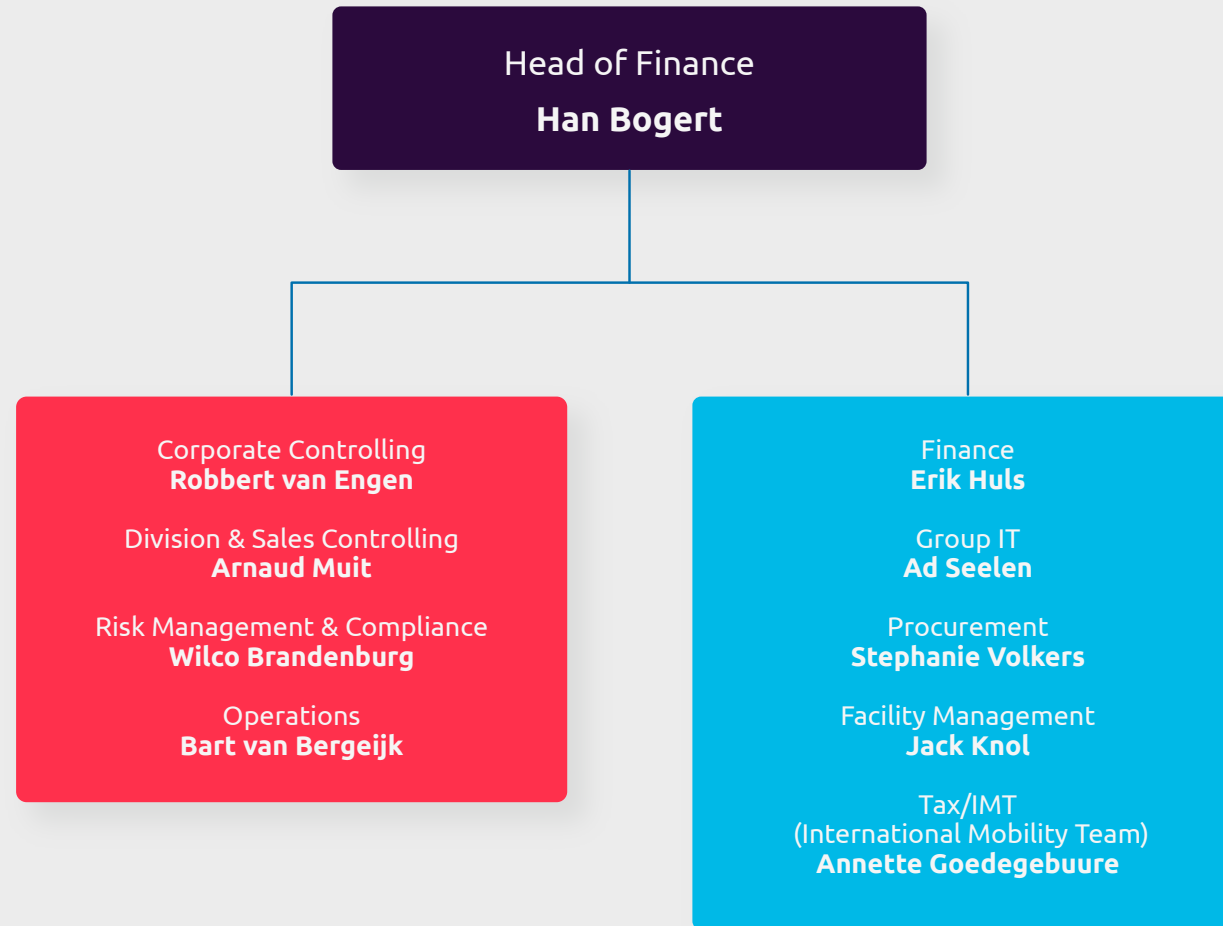 Head of Finance
Han Bogert
Corporate Controlling
Robbert van Engen
Division & Sales Controlling
Arnaud Muit
Risk Management & Compliance
Wilco Brandenburg
Operations
Bart van Bergeijk
Finance
Erik Huls
Group IT
Ad Seelen
Procurement
Stephanie Volkers
Facility Management
Jack Knol
Tax/IMT
(International Mobility Team)
Annette Goedegebuure